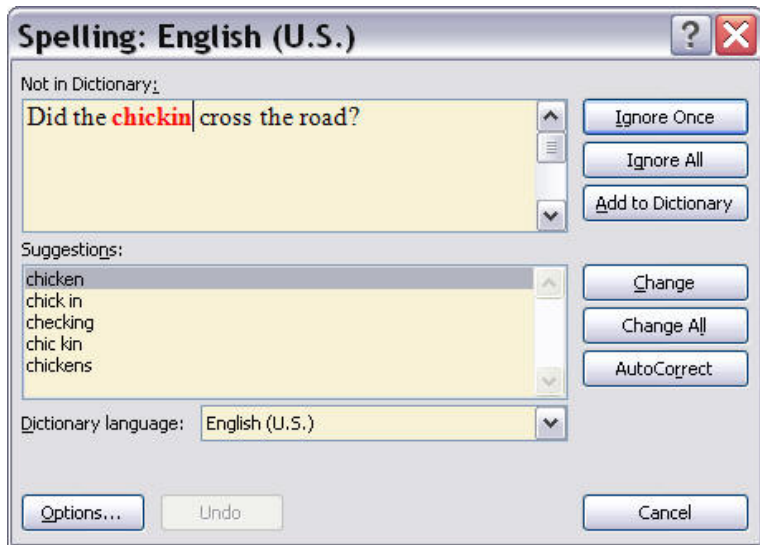 Spelling: English (U.S.)
Not in Dictionary:
Did the chickin cross the road?
Ignore Once
Ignore All
Add to Dictionary
Suggestions:
chicken
chick in
checking
chic kin
chickens
Change
Change All
AutoCorrect
Dictionary language: English (U.S.)
Options... Undo Cancel